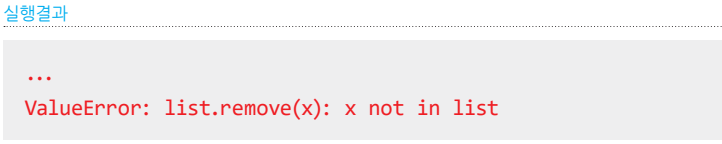 실행결과
...
ValueError: list.remove(x): x not in list